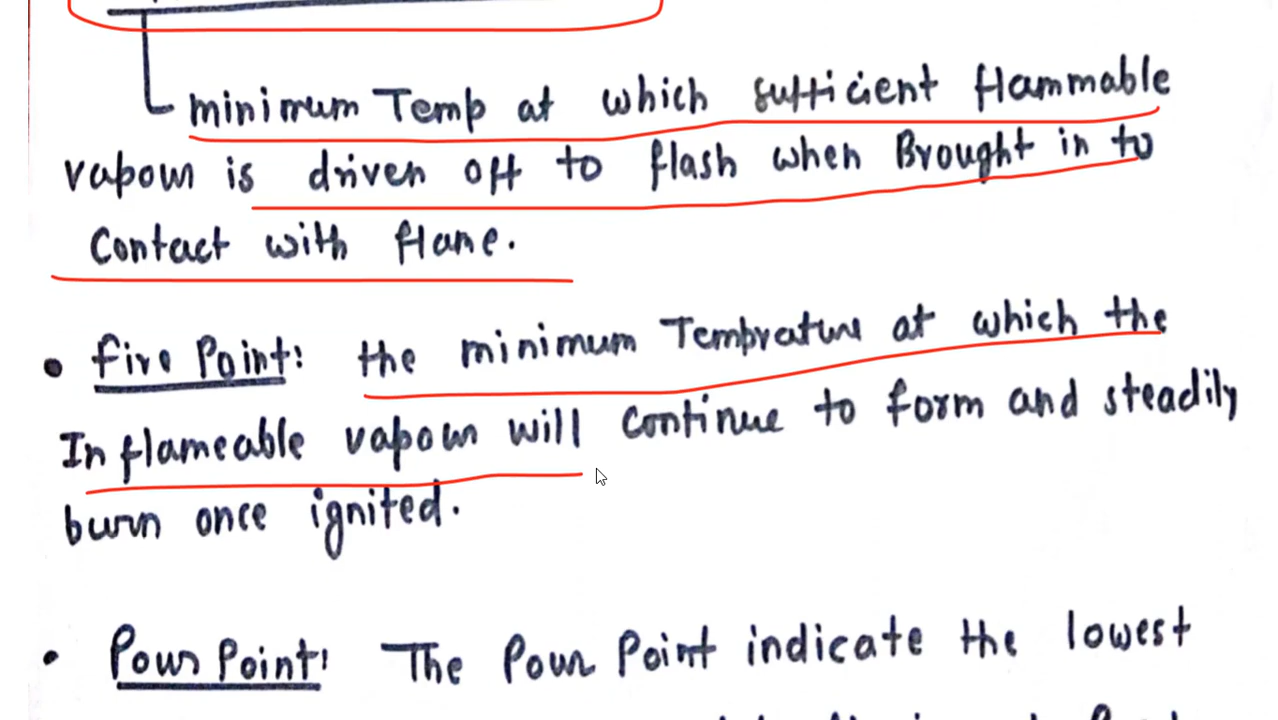 minimum Temp at which sufficient flammable
vapour is driven off to flash when Brought in to
Contact with flame.
• fire Point: the minimum Temprature at which the
Inflameable vapour will continue to form and steadily
burn once ignited.
• Pour Point: The Pour Point indicate the lowest